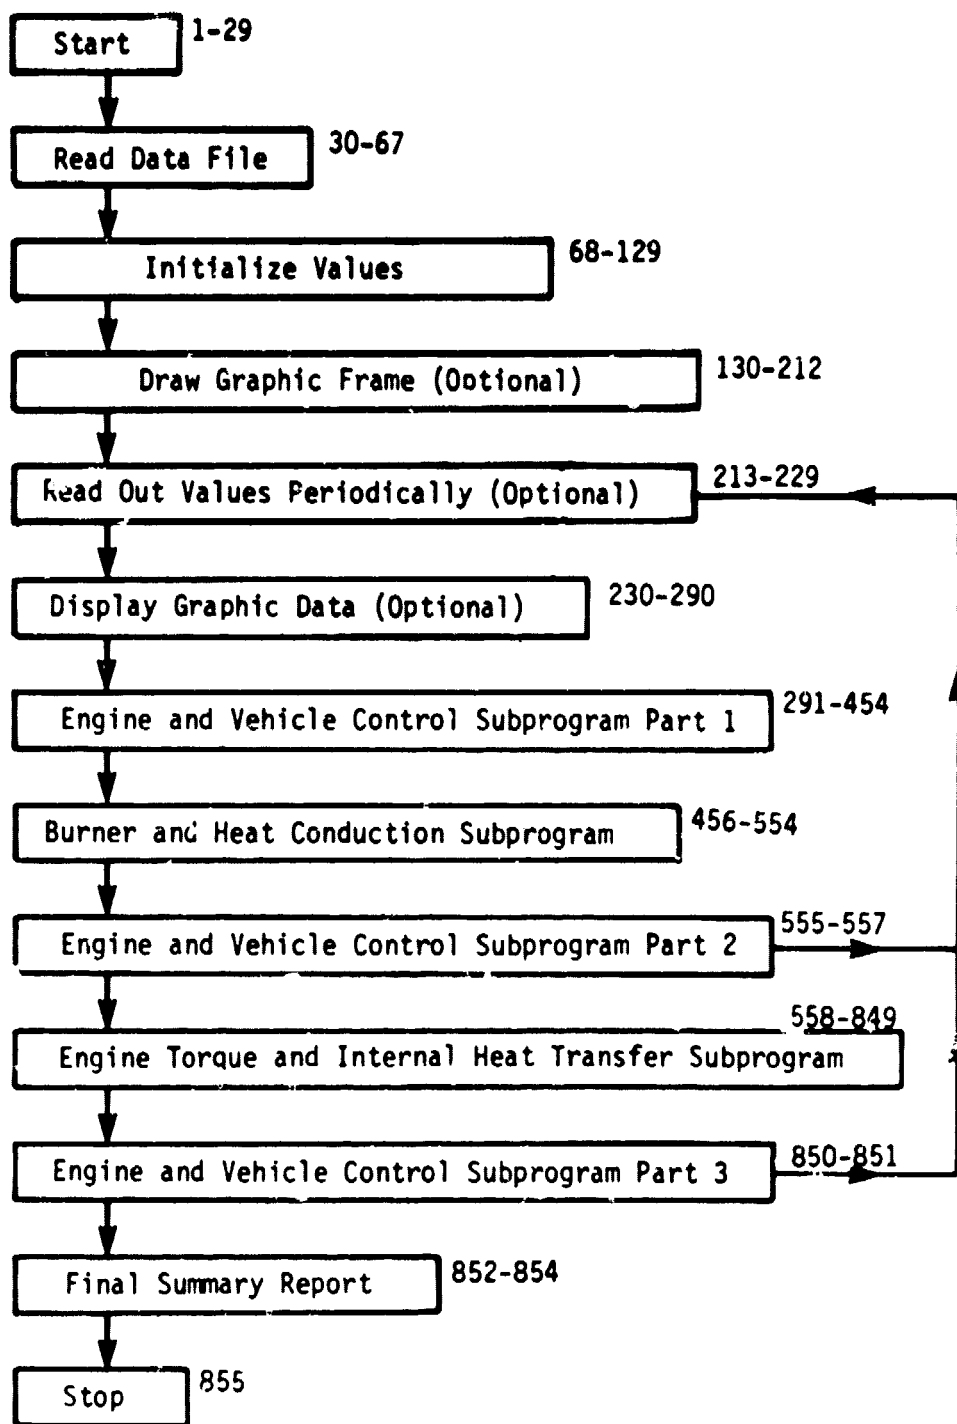 Start 1-29
Read Data File 30-67
Initialize Values 68-129
Draw Graphic Frame (Optional) 130-212
Read Out Values Periodically (Optional) 213-229
Display Graphic Data (Optional) 230-290
Engine and Vehicle Control Subprogram Part 1 291-454
Burner and Heat Conduction Subprogram 456-554
Engine and Vehicle Control Subprogram Part 2 555-557
558-849
Engine Torque and Internal Heat Transfer Subprogram
Engine and Vehicle Control Subprogram Part 3 850-851
Final Summary Report 852-854
Stop 855